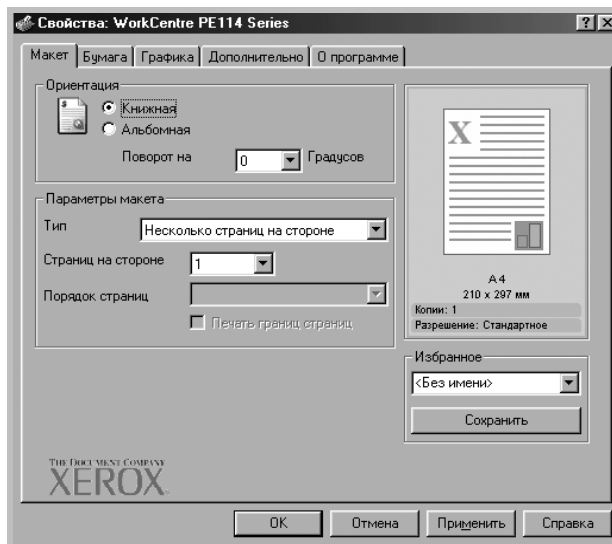 Свойства: WorkCentre PE114 Series
Макет Бумага Графика Дополнительно О программе
Ориентация
Книжная
Альбомная
Поворот на 0 Градусов
Параметры макета
Тип Несколько страниц на стороне
Страниц на стороне 1
Порядок страниц
Печать границ страниц
X
A4
210 x 297 мм
Копии: 1
Разрешение: Стандартное
Избранное
<Без имени>
Сохранить
THE DOCUMENT COMPANY
XEROX
OK Отмена Применить Справка